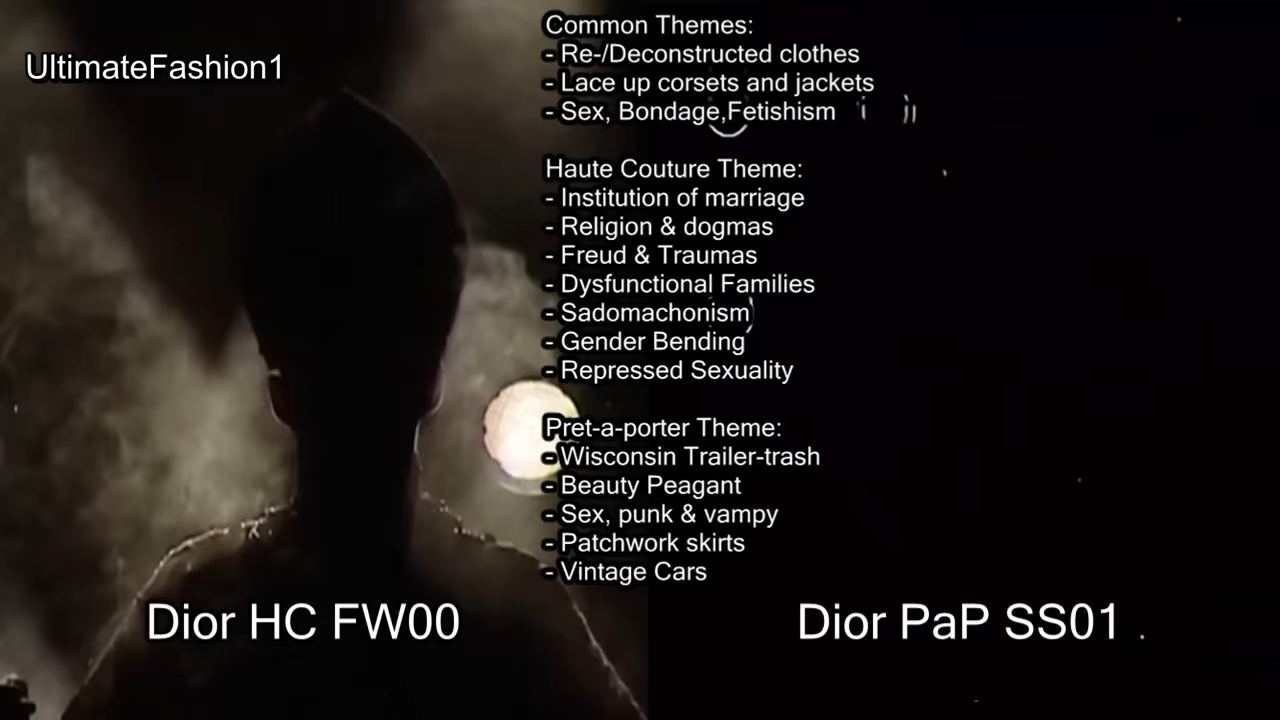 UltimateFashion1
Common Themes:
- Re-/Deconstructed clothes
- Lace up corsets and jackets
- Sex, Bondage,Fetishism
Haute Couture Theme:
- Institution of marriage
- Religion & dogmas
- Freud & Traumas
- Dysfunctional Families
- Sadomachonism
- Gender Bending
- Repressed Sexuality
Pret-a-porter Theme:
- Wisconsin Trailer-trash
- Beauty Peagant
- Sex, punk & vampy
- Patchwork skirts
- Vintage Cars
Dior HC FW00
Dior PaP SS01